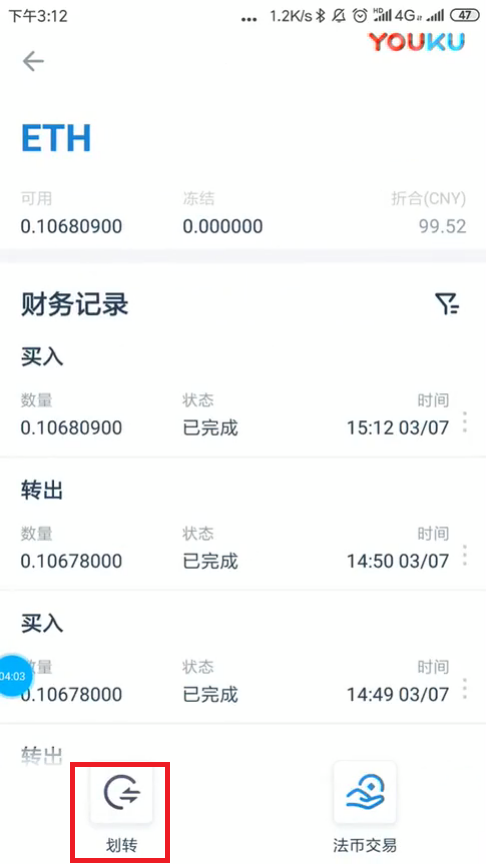 下午3:12 ... 1.2K/s HD 4G 47
YOUKU
ETH
可用 冻结 折合(CNY)
0.10680900 0.000000 99.52
财务记录
买入
数量 状态 时间
0.10680900 已完成 15:12 03/07
转出
数量 状态 时间
0.10678000 已完成 14:50 03/07
买入
数量 状态 时间
04:03
0.10678000 已完成 14:49 03/07
转出
划转 法币交易